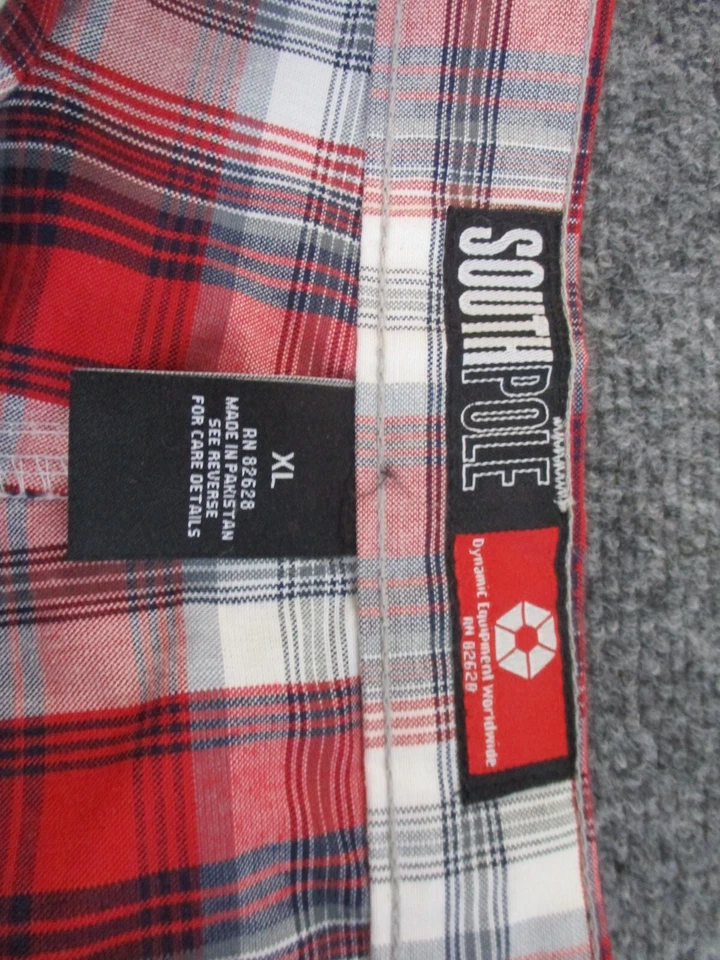 SOUTHPOLE
Dynamic Equipment Worldwide
RN 82628
XL
RN 82628
MADE IN PAKISTAN
SEE REVERSE
FOR CARE DETAILS